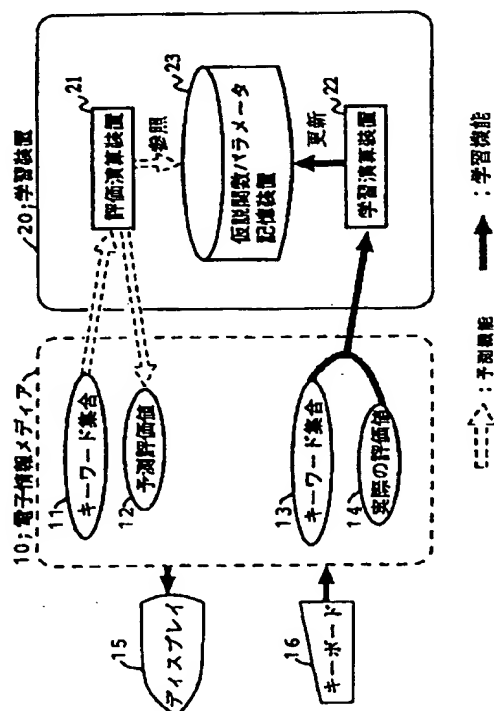 20;学習装置
21
評価演算装置
参照
23
仮説関数パラメータ
記憶装置
更新
22
学習演算装置
10;電子情報メディア
11
キーワード集合
12
予測評価値
13
キーワード集合
14
実際の評価値
15
ディスプレイ
16
キーボード
;予測機能
;学習機能